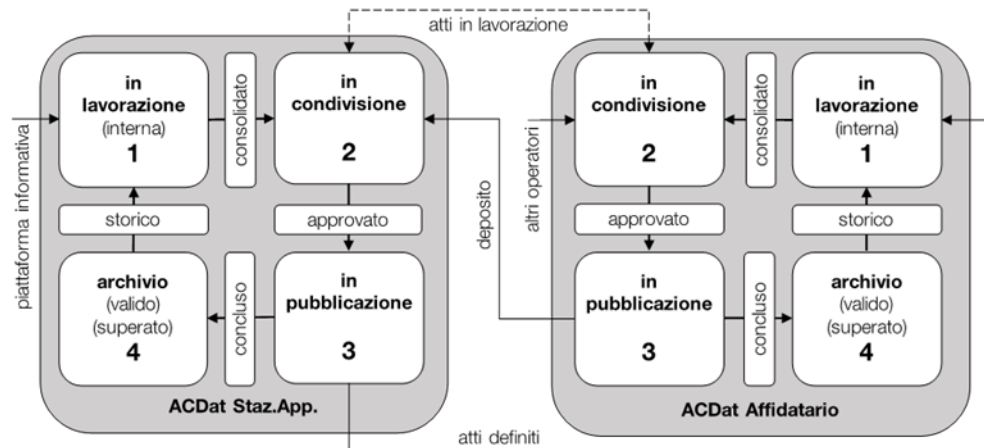 atti in lavorazione
piattaforma informativa
in
lavorazione
(interna)
1
consolidato
in
condivisione
2
storico
approvato
archivio
(valido)
(superato)
4
concluso
in
pubblicazione
3
ACDat Staz.App.
deposito
altri operatori
in
condivisione
2
consolidato
in
lavorazione
(interna)
1
approvato
storico
in
pubblicazione
3
concluso
archivio
(valido)
(superato)
4
ACDat Affidatario
atti definiti